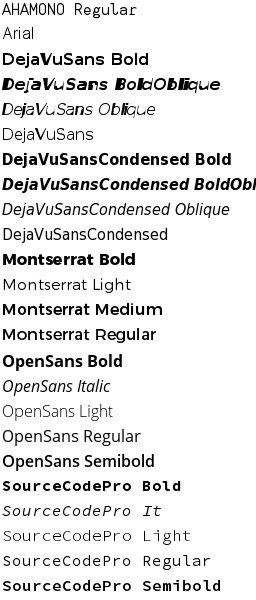 AHAMONO Regular
Arial
DejaVuSans Bold
DejaVuSans BoldOblique
DejaVuSans Oblique
DejaVuSans
DejaVuSansCondensed Bold
DejaVuSansCondensed BoldObl
DejaVuSansCondensed Oblique
DejaVuSansCondensed
Montserrat Bold
Montserrat Light
Montserrat Medium
Montserrat Regular
OpenSans Bold
OpenSans Italic
OpenSans Light
OpenSans Regular
OpenSans Semibold
SourceCodePro Bold
SourceCodePro It
SourceCodePro Light
SourceCodePro Regular
SourceCodePro Semibold